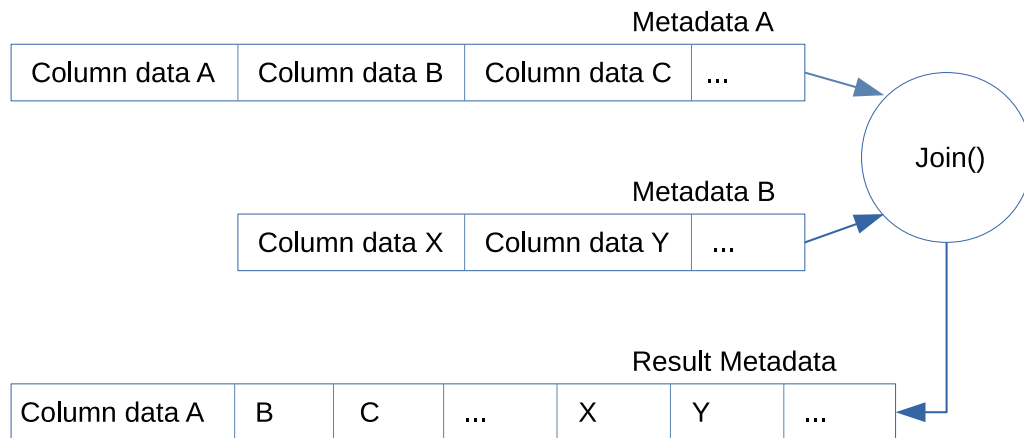 Metadata A
Column data A Column data B Column data C ...
Join()
Metadata B
Column data X Column data Y ...
Result Metadata
Column data A B C ... X Y ...